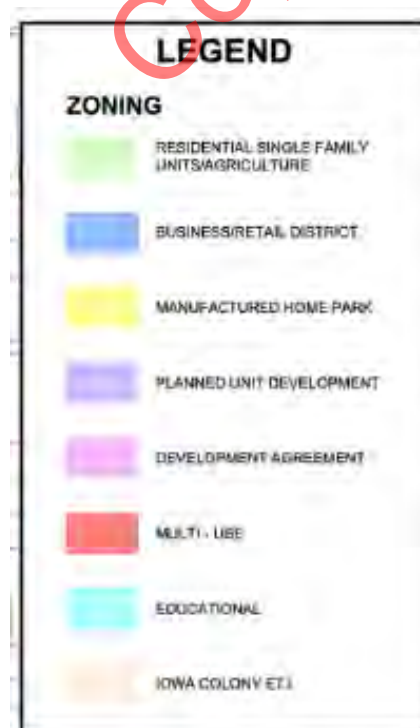 LEGEND
ZONING
RESIDENTIAL SINGLE FAMILY
UNITS/AGRICULTURE
BUSINESS/RETAIL DISTRICT
MANUFACTURED HOME PARK
PLANNED UNIT DEVELOPMENT
DEVELOPMENT AGREEMENT
MULTI - USE
EDUCATIONAL
IOWA COLONY ETJ